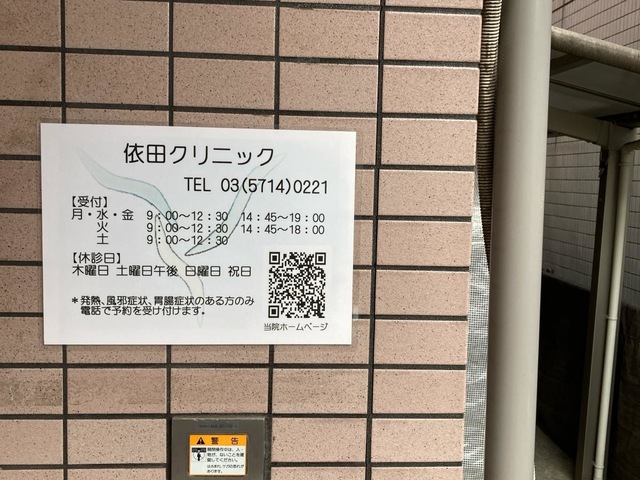 依田クリニック
TEL 03(5714)0221
【受付】
月・水・金 9：00～12：30 14：45～19：00
火 9：00～12：30 14：45～18：00
土 9：00～12：30
【休診日】
木曜日 土曜日午後 日曜日 祝日
＊発熱、風邪症状、胃腸症状のある方のみ
電話で予約を受け付けます。
当院ホームページ
警告